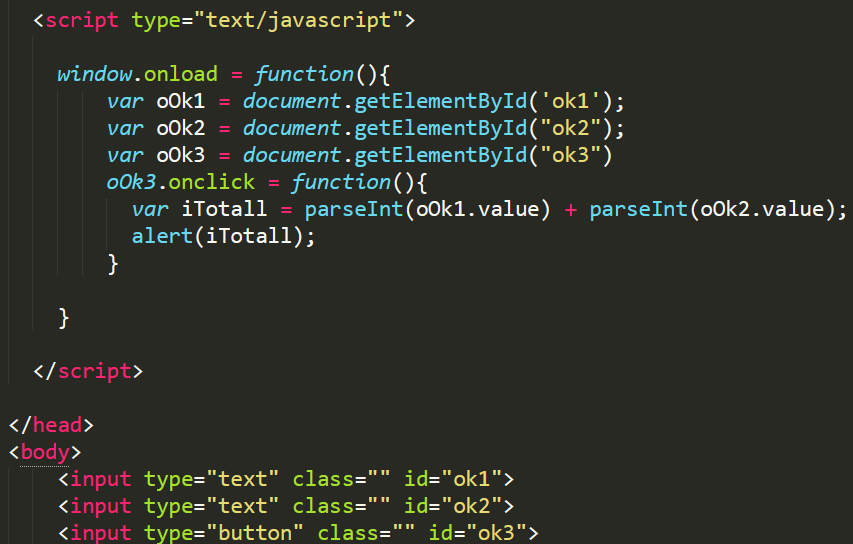 <script type="text/javascript">
window.onload = function(){
var oOk1 = document.getElementById('ok1');
var oOk2 = document.getElementById("ok2");
var oOk3 = document.getElementById("ok3")
oOk3.onclick = function(){
var iTotall = parseInt(oOk1.value) + parseInt(oOk2.value);
alert(iTotall);
}
}
</script>
</head>
<body>
<input type="text" class="" id="ok1">
<input type="text" class="" id="ok2">
<input type="button" class="" id="ok3">